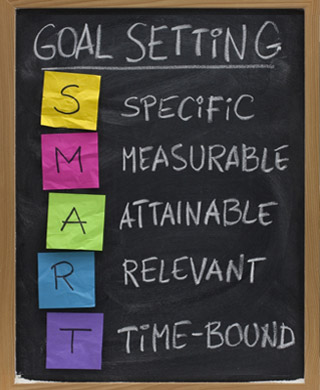 GOAL SETTiNG
S SPECiFiC
M MEASURABLE
A ATTAINABLE
R RELEVANT
T TiME-BOUND